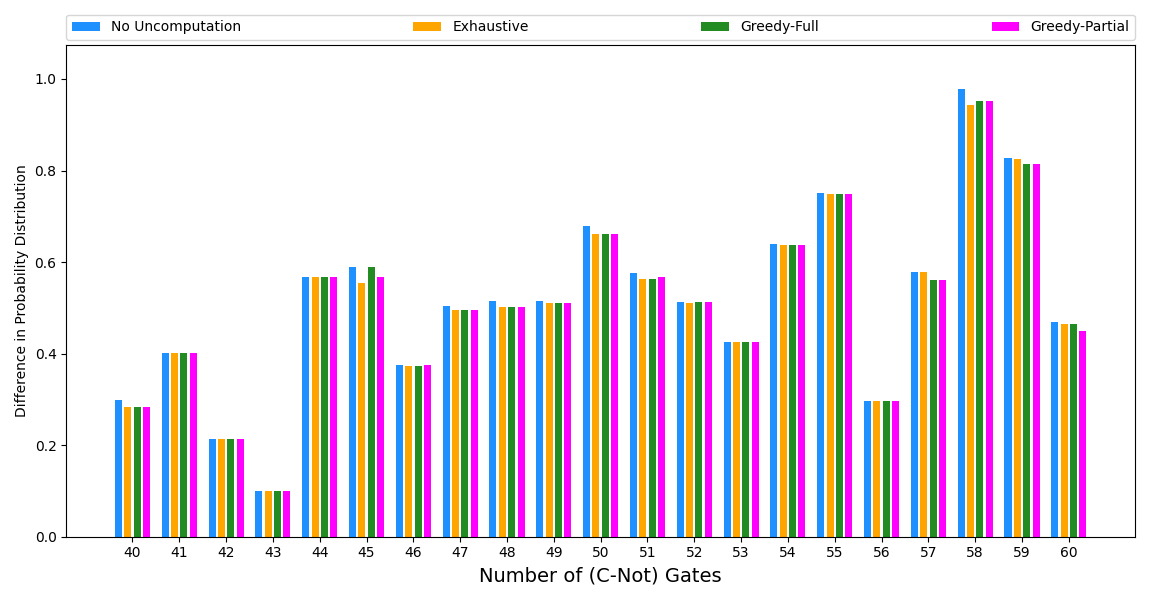 No Uncomputation Exhaustive Greedy-Full Greedy-Partial
Difference in Probability Distribution
1.0
0.8
0.6
0.4
0.2
0.0
40 41 42 43 44 45 46 47 48 49 50 51 52 53 54 55 56 57 58 59 60
Number of (C-Not) Gates